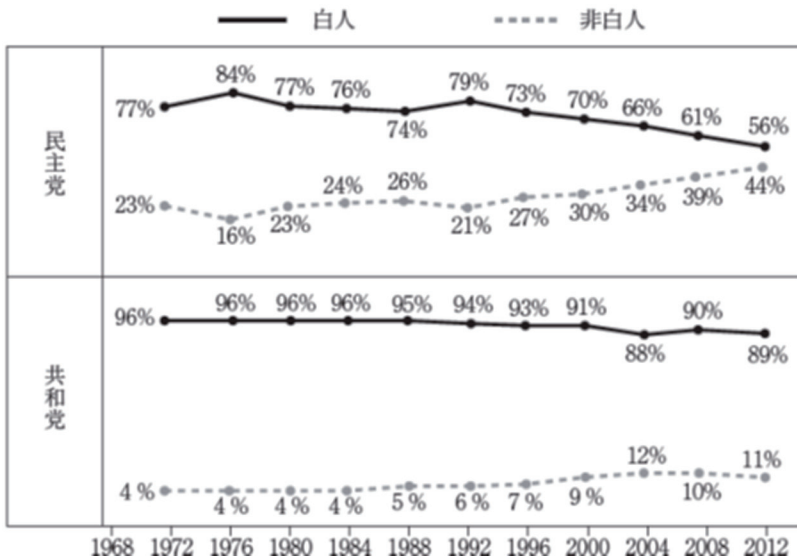 白人 非白人
民主党
77% 84% 77% 76% 74% 79% 73% 70% 66% 61% 56%
23% 16% 23% 24% 26% 21% 27% 30% 34% 39% 44%
共和党
96% 96% 96% 96% 95% 94% 93% 91% 88% 90% 89%
4% 4% 4% 4% 5% 6% 7% 9% 12% 10% 11%
1968 1972 1976 1980 1984 1988 1992 1996 2000 2004 2008 2012